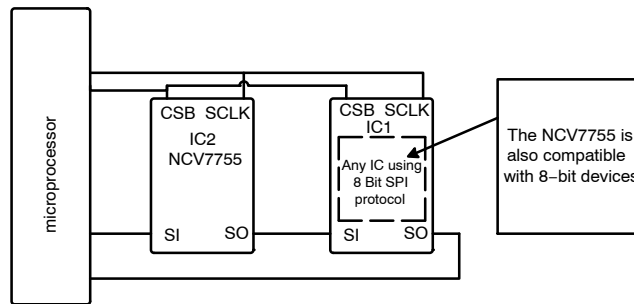 microprocessor
CSB SCLK
IC2
NCV7755
SI SO
CSB SCLK
IC1
Any IC using
8 Bit SPI
protocol
SI SO
The NCV7755 is
also compatible
with 8−bit devices